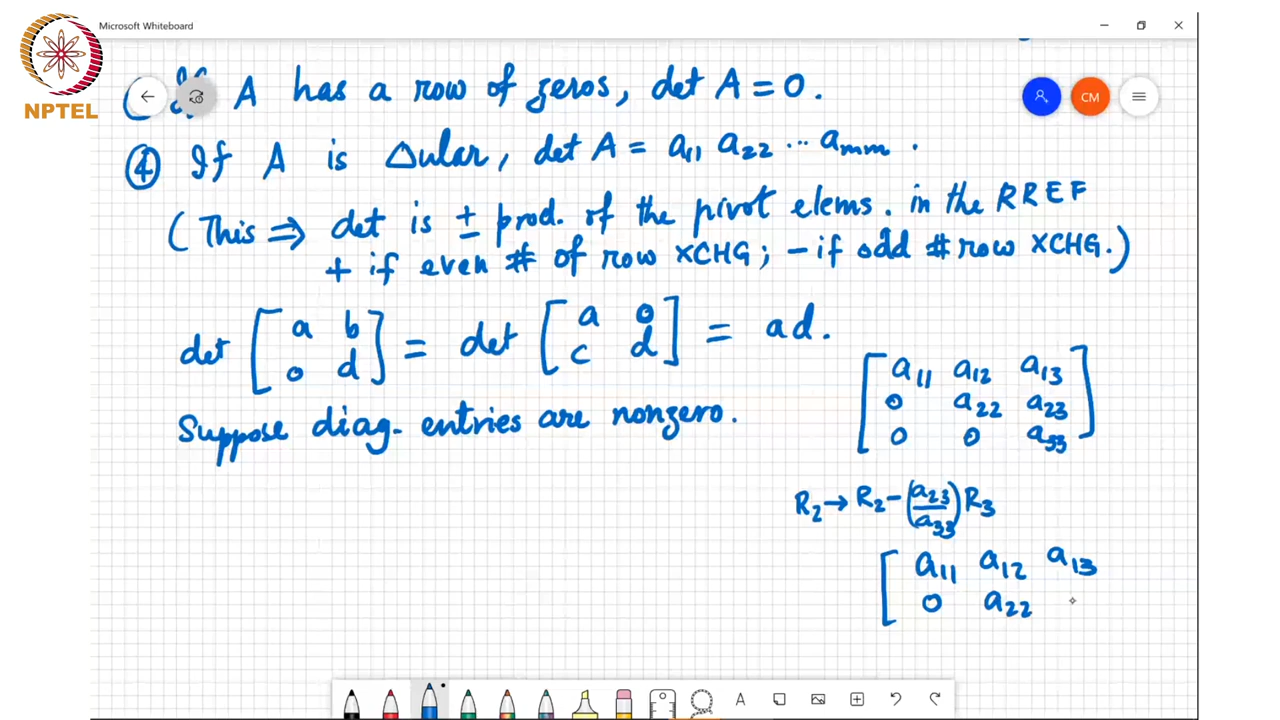 Microsoft Whiteboard
NPTEL
If A has a row of zeros, det A = 0.
CM
④ If A is Δular, det A = a₁₁ a₂₂ ⋯ aₘₘ .
( This ⇒ det is ± prod. of the pivot elems. in the RREF
+ if even # of row XCHG; - if odd # row XCHG. )
det [ a b ; 0 d ] = det [ a 0 ; c d ] = ad.
[ a₁₁ a₁₂ a₁₃
0 a₂₂ a₂₃
0 0 a₃₃ ]
Suppose diag. entries are nonzero.
R₂ → R₂ - (a₂₃/a₃₃) R₃
[ a₁₁ a₁₂ a₁₃
0 a₂₂